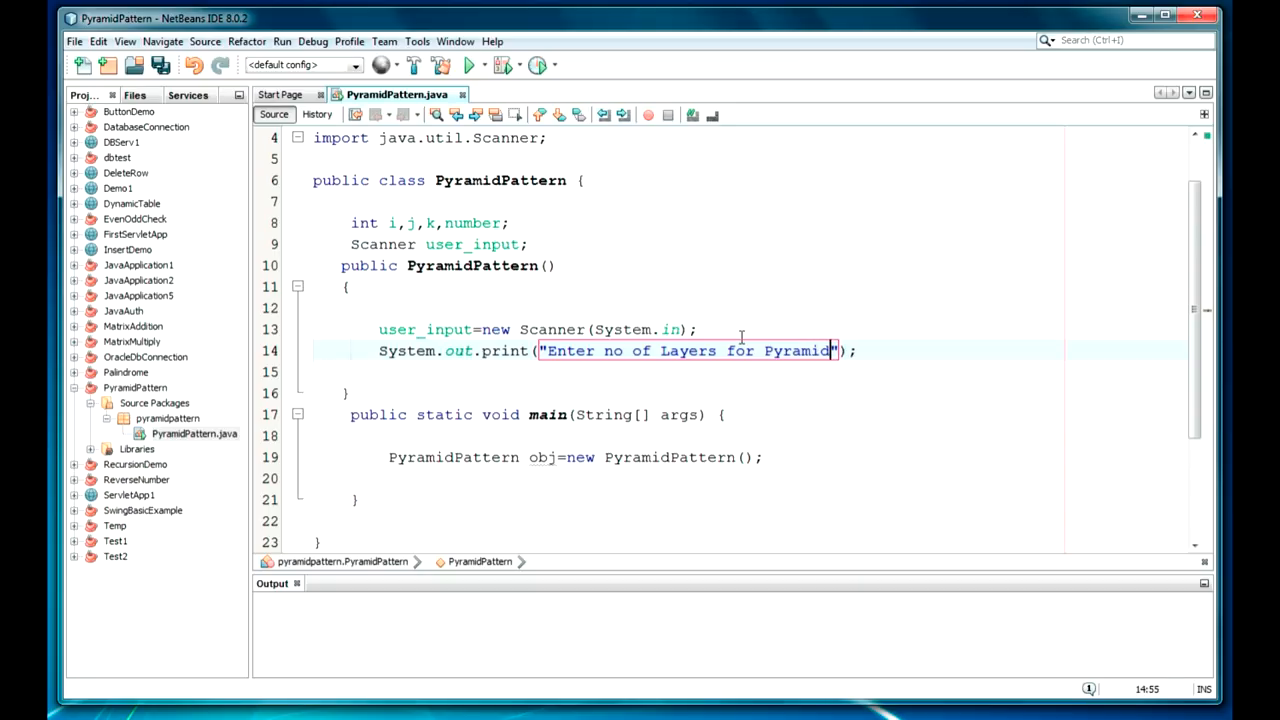 PyramidPattern - NetBeans IDE 8.0.2
File Edit View Navigate Source Refactor Run Debug Profile Team Tools Window Help
Search (Ctrl+I)
<default config>
Proj... Files Services
Start Page PyramidPattern.java
Source History
ButtonDemo
DatabaseConnection
DBServ1
dbtest
DeleteRow
Demo1
DynamicTable
EvenOddCheck
FirstServletApp
InsertDemo
JavaApplication1
JavaApplication2
JavaApplication5
JavaAuth
MatrixAddition
MatrixMultiply
OracleDbConnection
Palindrome
PyramidPattern
Source Packages
pyramidpattern
PyramidPattern.java
Libraries
RecursionDemo
ReverseNumber
ServletApp1
SwingBasicExample
Temp
Test1
Test2
4 import java.util.Scanner;
5
6 public class PyramidPattern {
7
8 int i,j,k,number;
9 Scanner user_input;
10 public PyramidPattern()
11 {
12
13 user_input=new Scanner(System.in);
14 System.out.print("Enter no of Layers for Pyramid");
15
16 }
17 public static void main(String[] args) {
18
19 PyramidPattern obj=new PyramidPattern();
20
21 }
22
23 }
pyramidpattern.PyramidPattern PyramidPattern
Output
1 14:55 INS